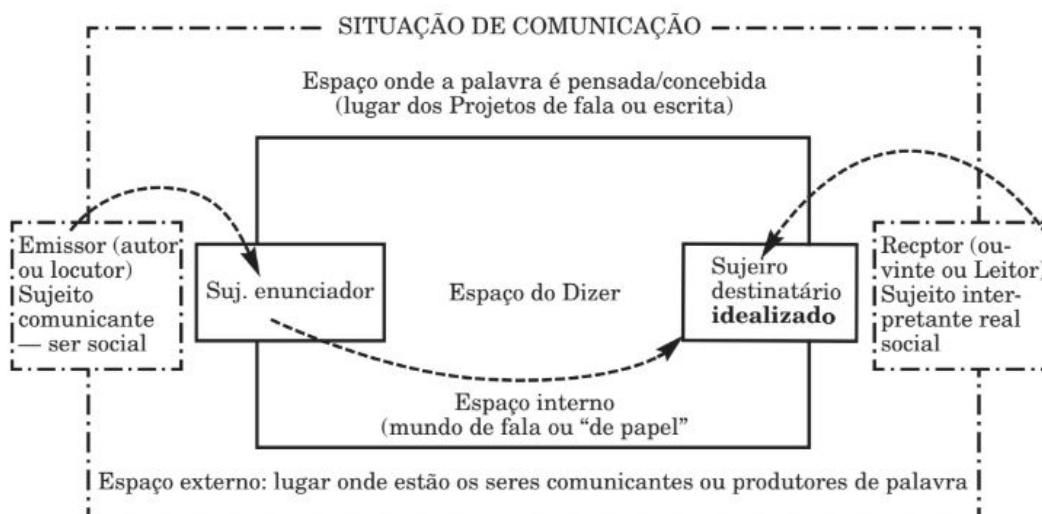 SITUAÇÃO DE COMUNICAÇÃO
Espaço onde a palavra é pensada/concebida
(lugar dos Projetos de fala ou escrita)
Emissor (autor
ou locutor)
Sujeito
comunicante
— ser social
Suj. enunciador
Espaço do Dizer
Sujeiro
destinatário
idealizado
Recptor (ou-
vinte ou Leitor)
Sujeito inter-
pretante real
social
Espaço interno
(mundo de fala ou “de papel”
Espaço externo: lugar onde estão os seres comunicantes ou produtores de palavra